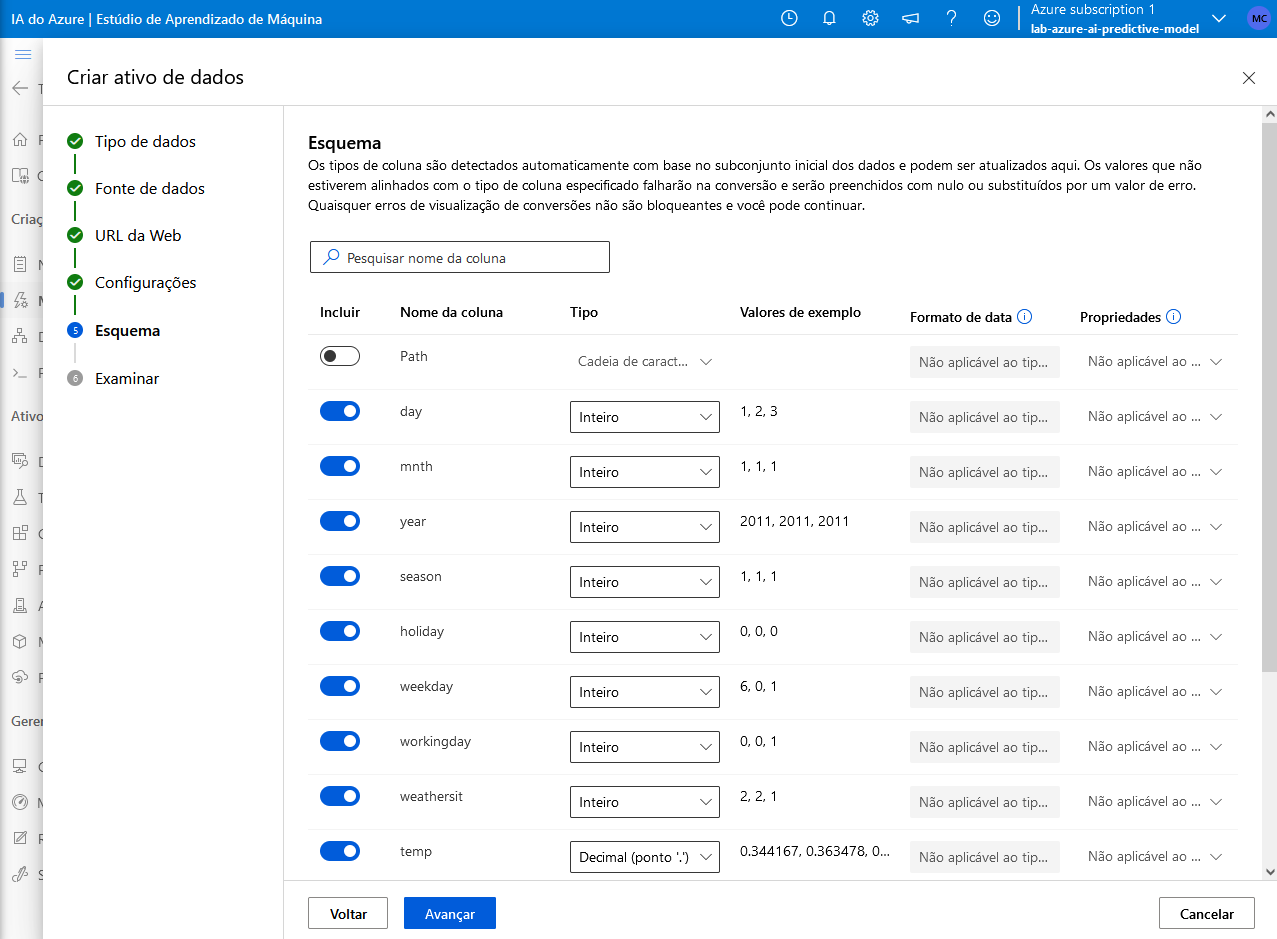 IA do Azure | Estúdio de Aprendizado de Máquina
Azure subscription 1
lab-azure-ai-predictive-model
MC
Criar ativo de dados
Tipo de dados
Fonte de dados
URL da Web
Configurações
5 Esquema
6 Examinar
Esquema
Os tipos de coluna são detectados automaticamente com base no subconjunto inicial dos dados e podem ser atualizados aqui. Os valores que não
estiverem alinhados com o tipo de coluna especificado falharão na conversão e serão preenchidos com nulo ou substituídos por um valor de erro.
Quaisquer erros de visualização de conversões não são bloqueantes e você pode continuar.
Pesquisar nome da coluna
Incluir Nome da coluna Tipo Valores de exemplo Formato de data Propriedades
Path Cadeia de caract... Não aplicável ao tip... Não aplicável ao ...
day Inteiro 1, 2, 3 Não aplicável ao tip... Não aplicável ao ...
mnth Inteiro 1, 1, 1 Não aplicável ao tip... Não aplicável ao ...
year Inteiro 2011, 2011, 2011 Não aplicável ao tip... Não aplicável ao ...
season Inteiro 1, 1, 1 Não aplicável ao tip... Não aplicável ao ...
holiday Inteiro 0, 0, 0 Não aplicável ao tip... Não aplicável ao ...
weekday Inteiro 6, 0, 1 Não aplicável ao tip... Não aplicável ao ...
workingday Inteiro 0, 0, 1 Não aplicável ao tip... Não aplicável ao ...
weathersit Inteiro 2, 2, 1 Não aplicável ao tip... Não aplicável ao ...
temp Decimal (ponto '.') 0.344167, 0.363478, 0... Não aplicável ao tip... Não aplicável ao ...
Voltar Avançar Cancelar